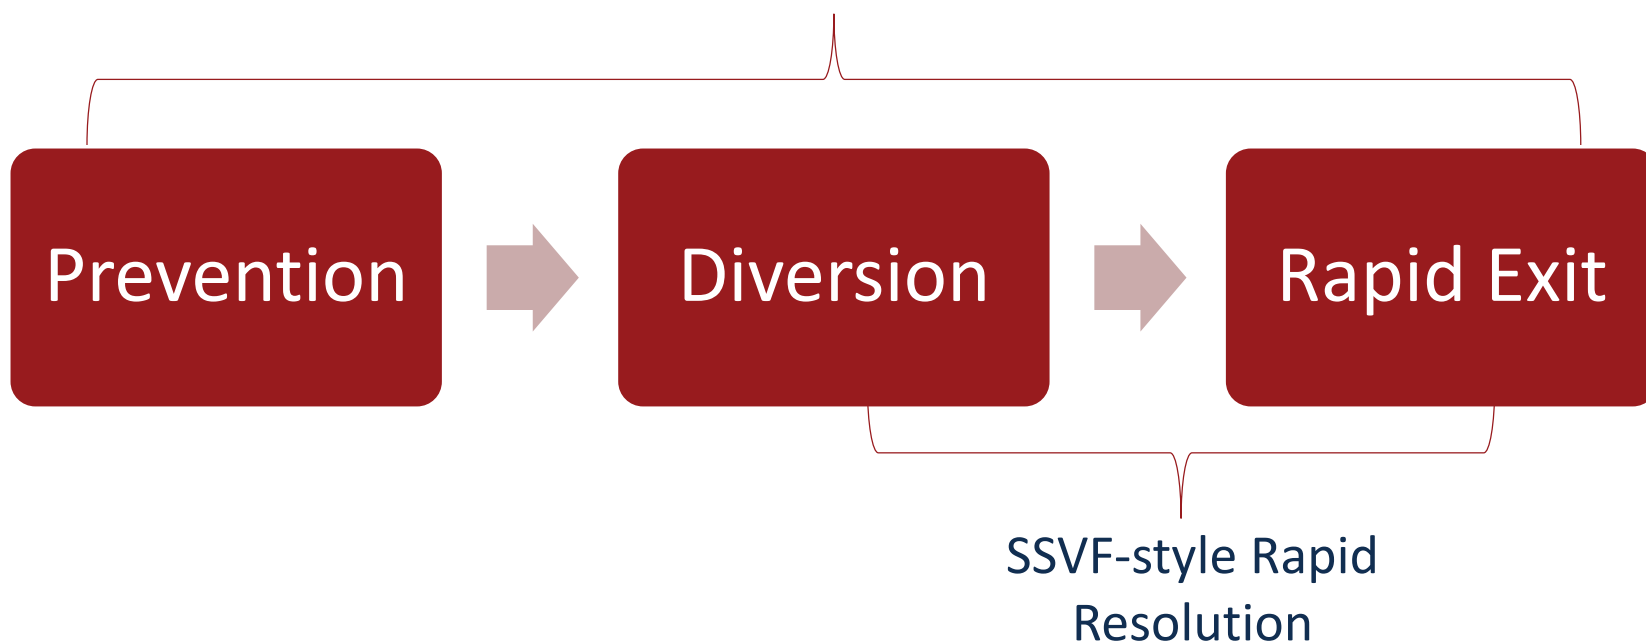 Prevention
Diversion
Rapid Exit
SSVF-style Rapid
Resolution